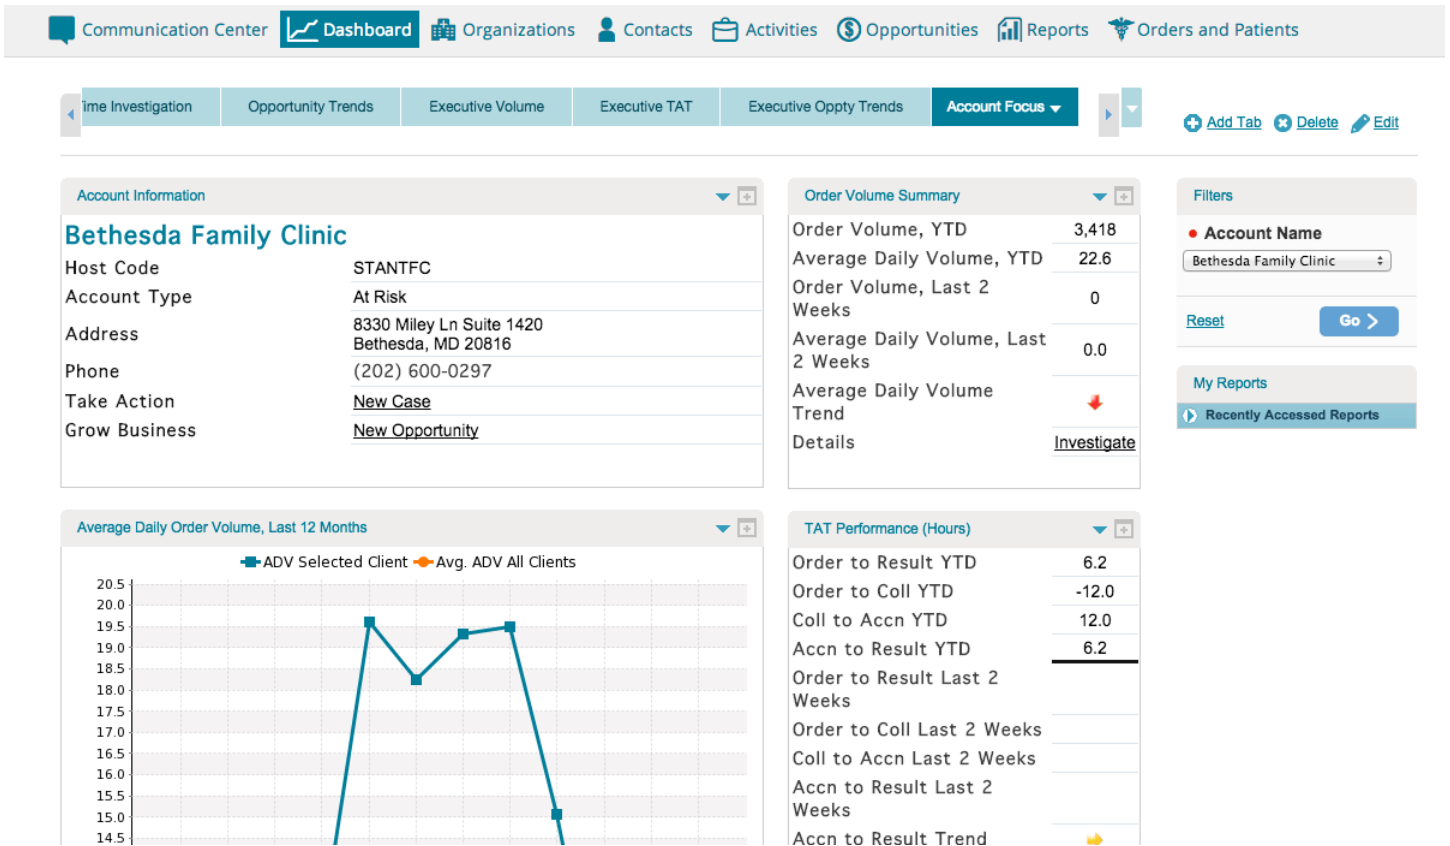 Communication Center Dashboard Organizations Contacts Activities Opportunities Reports Orders and Patients
ime Investigation Opportunity Trends Executive Volume Executive TAT Executive Oppty Trends Account Focus
Add Tab Delete Edit
Account Information
Bethesda Family Clinic
Host Code STANTFC
Account Type At Risk
Address 8330 Miley Ln Suite 1420
Bethesda, MD 20816
Phone (202) 600-0297
Take Action New Case
Grow Business New Opportunity
Order Volume Summary
Order Volume, YTD 3,418
Average Daily Volume, YTD 22.6
Order Volume, Last 2
Weeks 0
Average Daily Volume, Last
2 Weeks 0.0
Average Daily Volume
Trend
Details Investigate
Filters
Account Name
Bethesda Family Clinic
Reset Go
My Reports
Recently Accessed Reports
Average Daily Order Volume, Last 12 Months
ADV Selected Client Avg. ADV All Clients
20.5
20.0
19.5
19.0
18.5
18.0
17.5
17.0
16.5
16.0
15.5
15.0
14.5
TAT Performance (Hours)
Order to Result YTD 6.2
Order to Coll YTD -12.0
Coll to Accn YTD 12.0
Accn to Result YTD 6.2
Order to Result Last 2
Weeks
Order to Coll Last 2 Weeks
Coll to Accn Last 2 Weeks
Accn to Result Last 2
Weeks
Accn to Result Trend